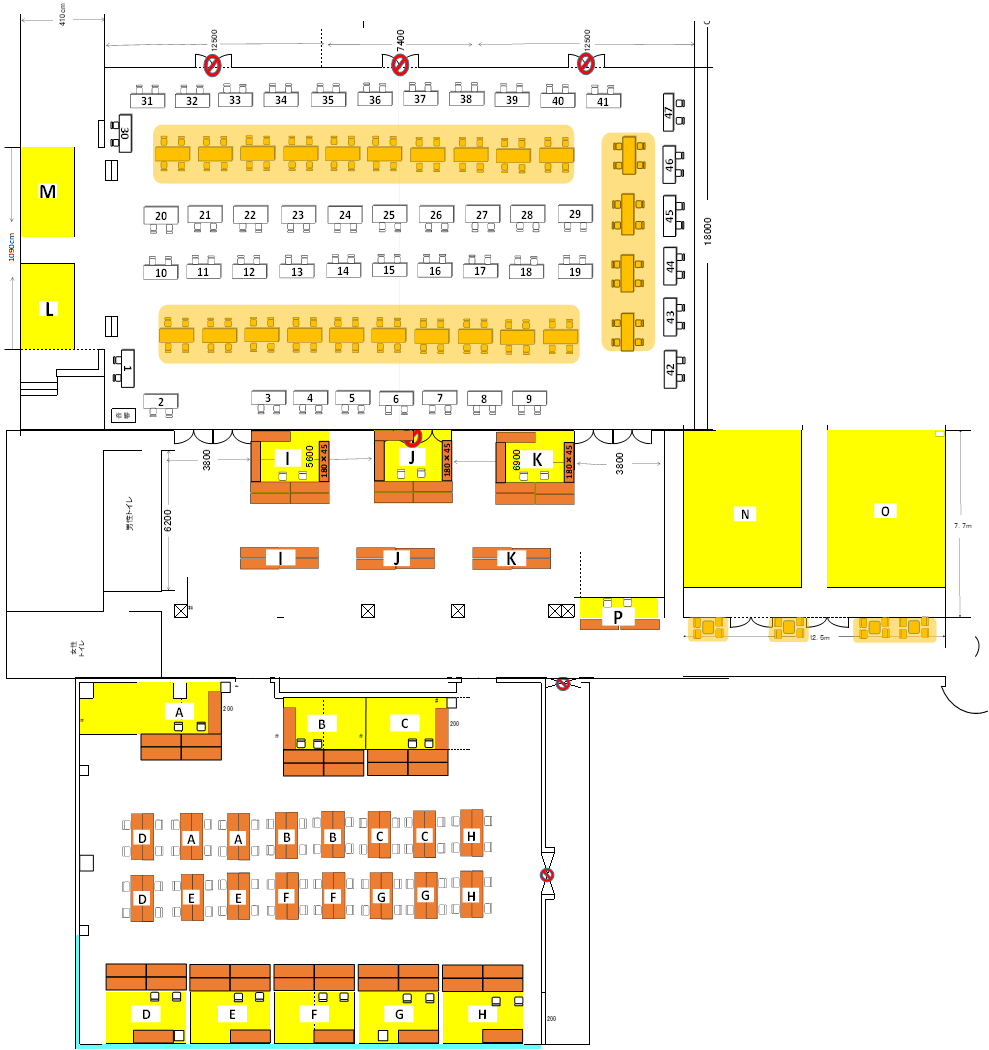 410cm
12500
7400
12500
31 32 33 34 35 36 37 38 39 40 41
30
47
46
M
20 21 22 23 24 25 26 27 28 29
45
18000
1090cm
10 11 12 13 14 15 16 17 18 19
44
L
43
1
42
2
3 4 5 6 7 8 9
I
J
K
3800
5600
180×45
180×45
6900
180×45
3800
男性トイレ
6200
N
O
7.7m
I
J
K
P
12.5m
女性
トイレ
A
200
B
C
200
D A A B B C C H
D E E F F G G H
D E F G H
200